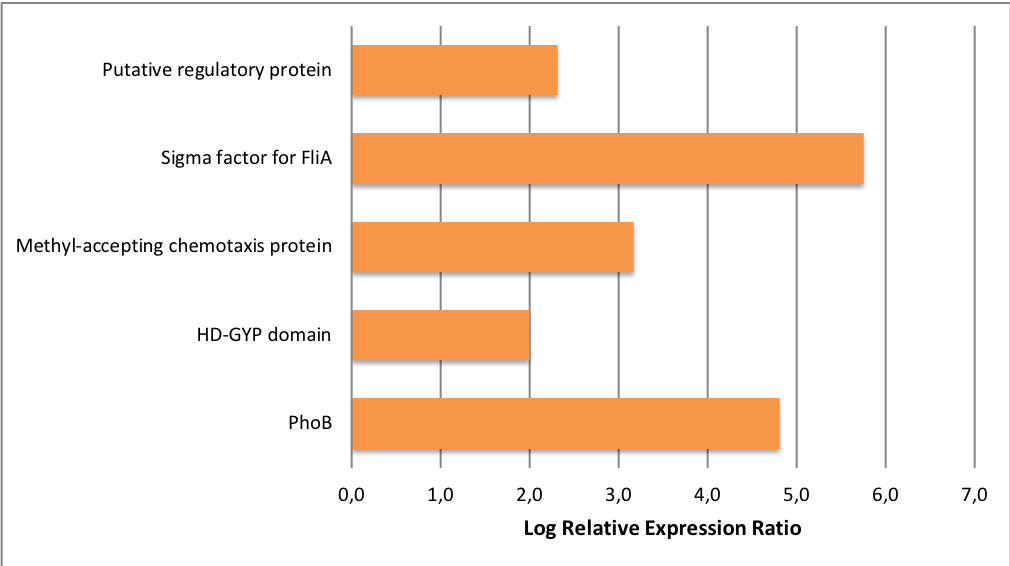 Putative regulatory protein
Sigma factor for FliA
Methyl-accepting chemotaxis protein
HD-GYP domain
PhoB
0,0 1,0 2,0 3,0 4,0 5,0 6,0 7,0
Log Relative Expression Ratio